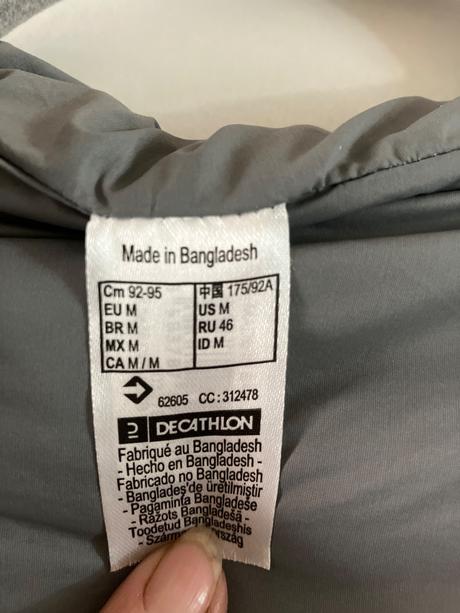 Made in Bangladesh
Cm 92-95 中国 175/92A
EU M US M
BR M RU 46
MX M ID M
CA M / M
62605 CC : 312478
DECATHLON
Fabriqué au Bangladesh
- Hecho en Bangladesh -
Fabricado no Bangladesh
- Bangladeş'de üretilmiştir
- Pagaminta Bangladeše
- Ražots Bangladešā -
Toodetud Bangladeshis